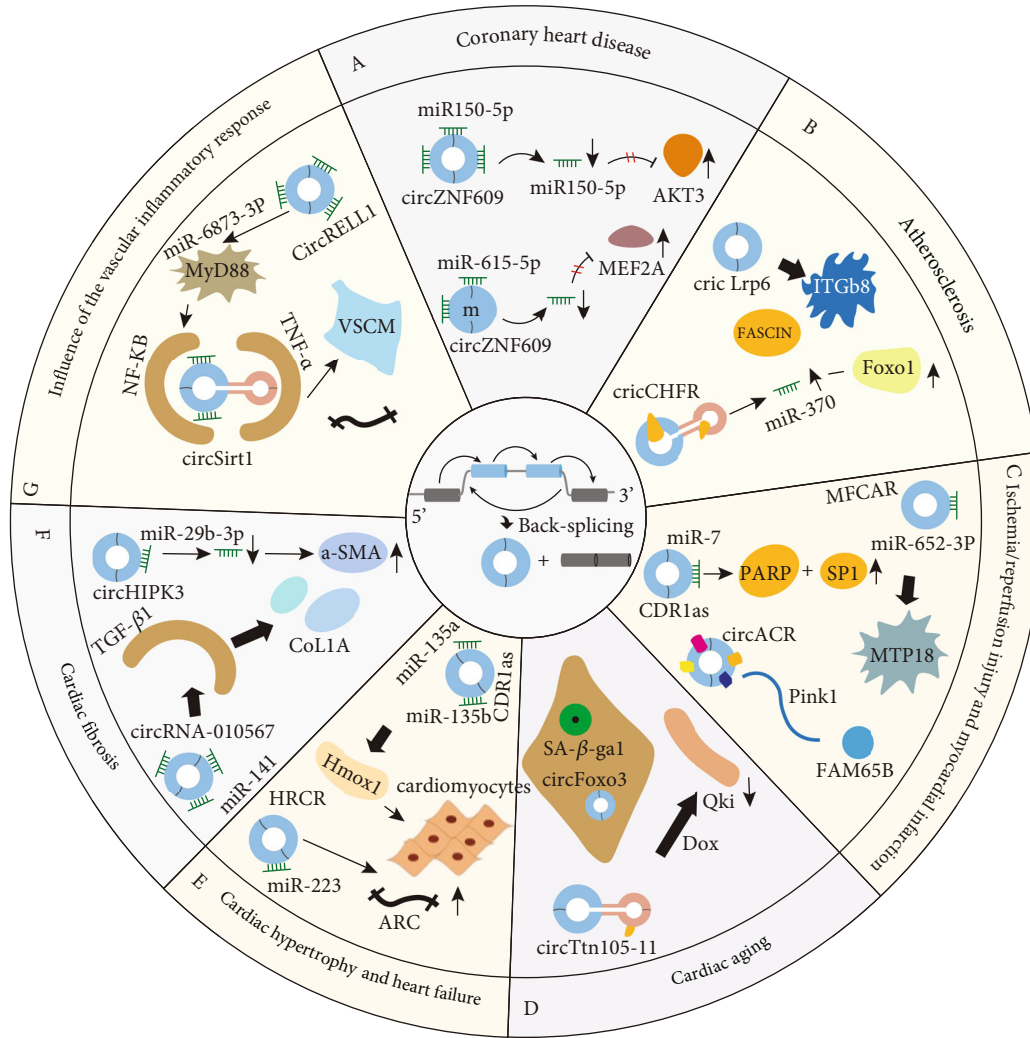 A
Coronary heart disease
miR150-5p
circZNF609
miR150-5p
AKT3
miR-615-5p
MEF2A
m
circZNF609
B
Atherosclerosis
cric Lrp6
ITGb8
FASCIN
cricCHFR
miR-370
Foxo1
C
Ischemia/reperfusion injury and myocardial infarction
MFCAR
miR-652-3P
miR-7
CDR1as
PARP
+
SP1
MTP18
circACR
Pink1
FAM65B
D
Cardiac aging
SA-β-ga1
circFoxo3
Qki
Dox
circTtn105-11
E
Cardiac hypertrophy and heart failure
miR-135a
CDR1as
miR-135b
Hmox1
HRCR
cardiomyocytes
miR-223
ARC
F
Cardiac fibrosis
miR-29b-3p
circHIPK3
a-SMA
TGF-β1
CoL1A
circRNA-010567
miR-141
G
Influence of the vascular inflammatory response
miR-6873-3P
CircRELL1
MyD88
NF-KB
TNF-α
VSCM
circSirt1
5’
3’
Back-splicing
+